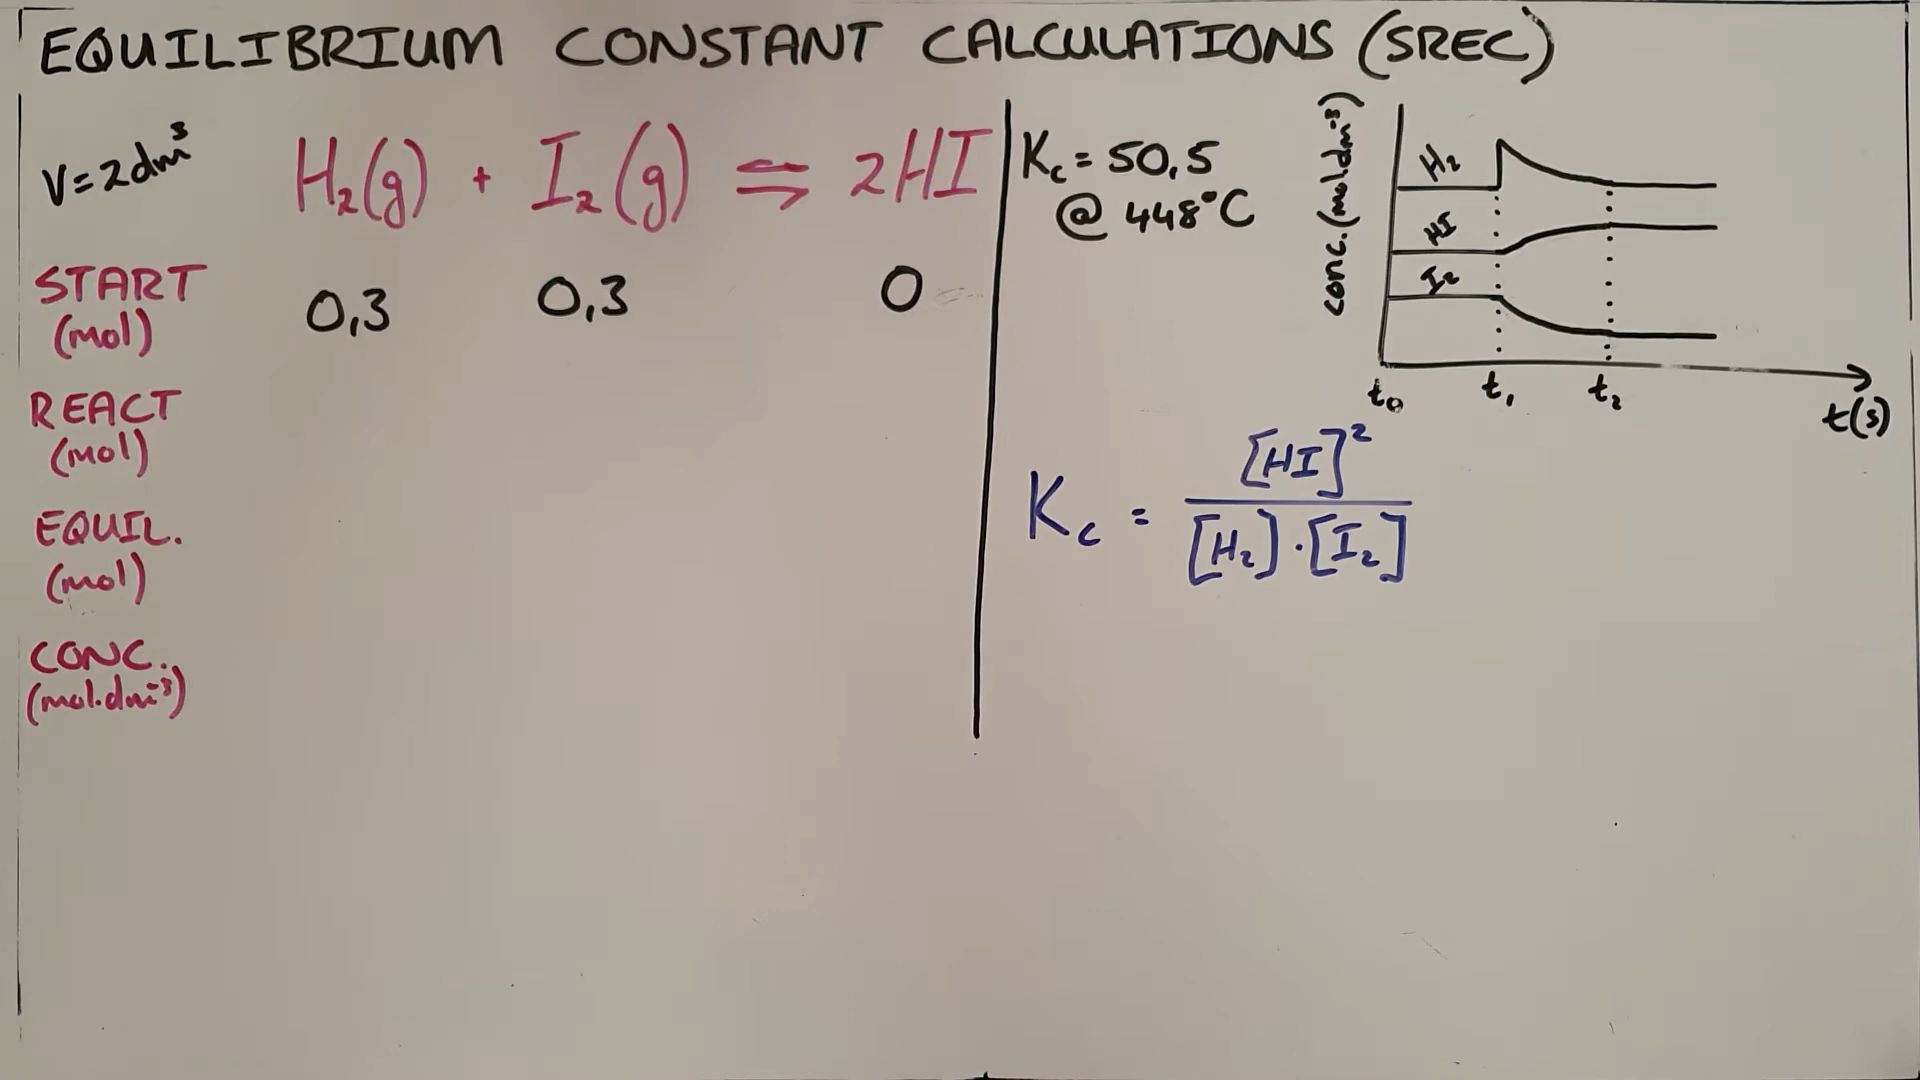 EQUILIBRIUM CONSTANT CALCULATIONS (SREC)
V=2dm³
H₂(g) + I₂(g) ⇌ 2HI
START
(mol)
0,3 0,3 0
REACT
(mol)
EQUIL.
(mol)
CONC.
(mol.dm⁻³)
Kc = 50,5
@ 448°C
conc. (mol.dm⁻³)
H₂
HI
I₂
t₀ t₁ t₂
t(s)
Kc = [HI]² / [H₂]·[I₂]